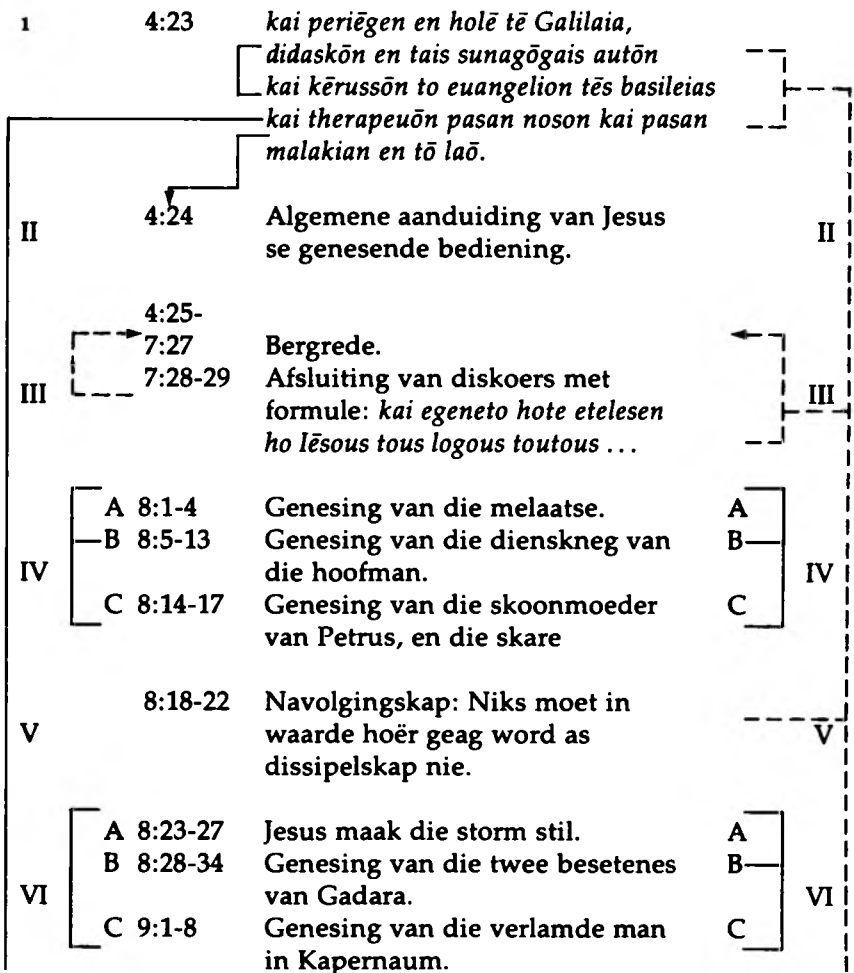 1 4:23 kai periēgen en holē tē Galilaia,
didaskōn en tais sunagōgais autōn
kai kērussōn to euangelion tēs basileias
kai therapeuōn pasan noson kai pasan
malakian en tō laō.
II 4:24 Algemene aanduiding van Jesus II
se genesende bediening.
4:25-
7:27 Bergrede.
III 7:28-29 Afsluiting van diskoers met III
formule: kai egeneto hote etelesen
ho Iēsous tous logous toutous ...
A 8:1-4 Genesing van die melaatse. A
B 8:5-13 Genesing van die dienskneg van B
IV die hoofman. IV
C 8:14-17 Genesing van die skoonmoeder C
van Petrus, en die skare
8:18-22 Navolgingskap: Niks moet in
V waarde hoër geag word as V
dissipelskap nie.
A 8:23-27 Jesus maak die storm stil. A
B 8:28-34 Genesing van die twee besetenes B
VI van Gadara. VI
C 9:1-8 Genesing van die verlamde man C
in Kapernaum.